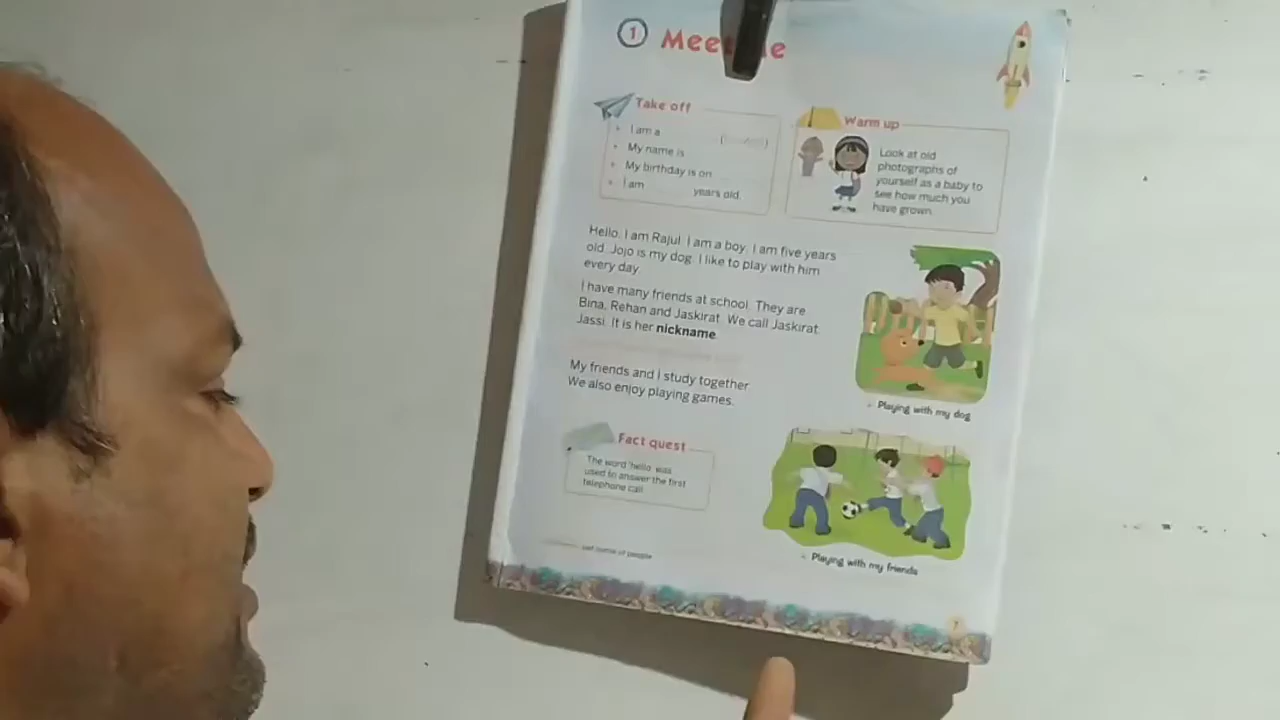 1
Take off
• I am a
• My name is
• My birthday is on
• I am years old.
Warm up
Look at old
photographs of
yourself as a baby to
see how much you
have grown.
Hello. I am Rajul. I am a boy. I am five years
old. Jojo is my dog. I like to play with him
every day.
I have many friends at school. They are
Bina, Rehan and Jaskirat. We call Jaskirat
Jassi. It is her nickname.
Playing with my dog
My friends and I study together
We also enjoy playing games.
Fact quest
The word 'hello' was
used to answer the first
telephone call
Playing with my friends
name of people
7